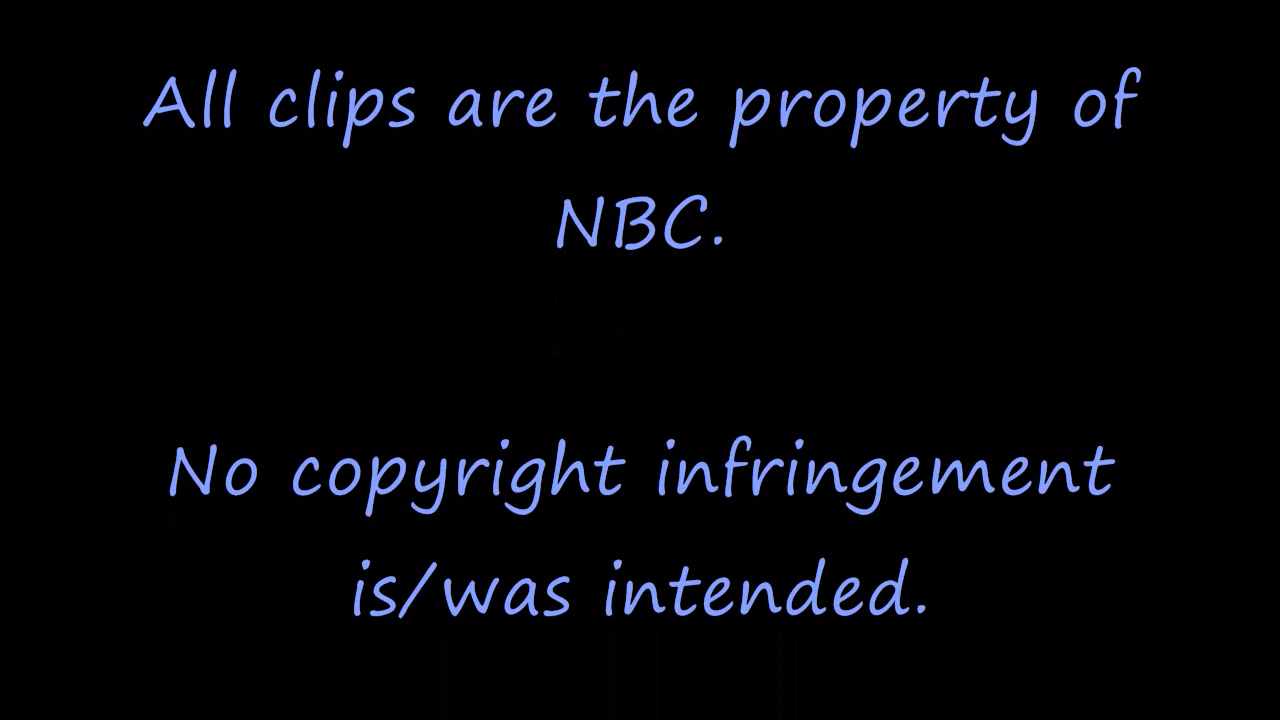 All clips are the property of
NBC.
No copyright infringement
is/was intended.